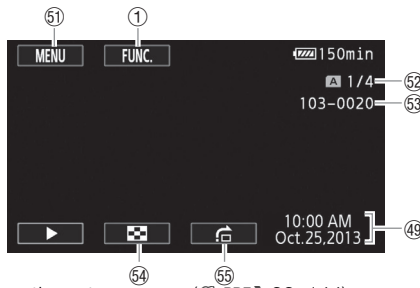 51 1
MENU FUNC. 150min
A 1/4 52
103-0020 53
10:00 AM
Oct.25,2013 49
54 55